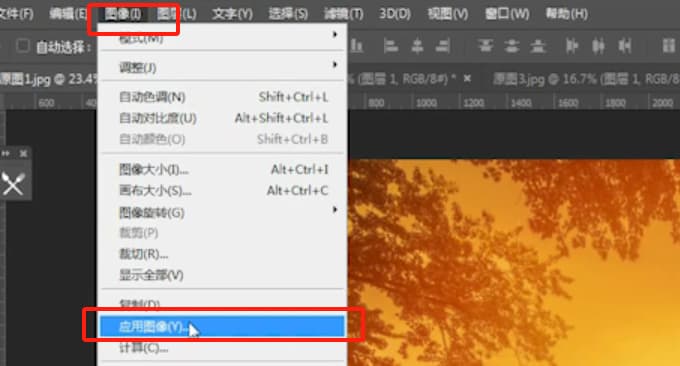 文件(F) 编辑(E) 图像(I) 图层(L) 文字(Y) 选择(S) 滤镜(T) 3D(D) 视图(V) 窗口(W) 帮助(H)
自动选择:
原图1.jpg @ 23.4% (图层 1, RGB/8#) * × 原图3.jpg @ 16.7% (图层 1, RGB/8
600 800 1000 1200 1400 1600 1800 2000
模式(M)
调整(J)
自动色调(N) Shift+Ctrl+L
自动对比度(U) Alt+Shift+Ctrl+L
自动颜色(O) Shift+Ctrl+B
图像大小(I)... Alt+Ctrl+I
画布大小(S)... Alt+Ctrl+C
图像旋转(G)
裁剪(P)
裁切(R)...
显示全部(V)
复制(D)...
应用图像(Y)...
计算(C)...